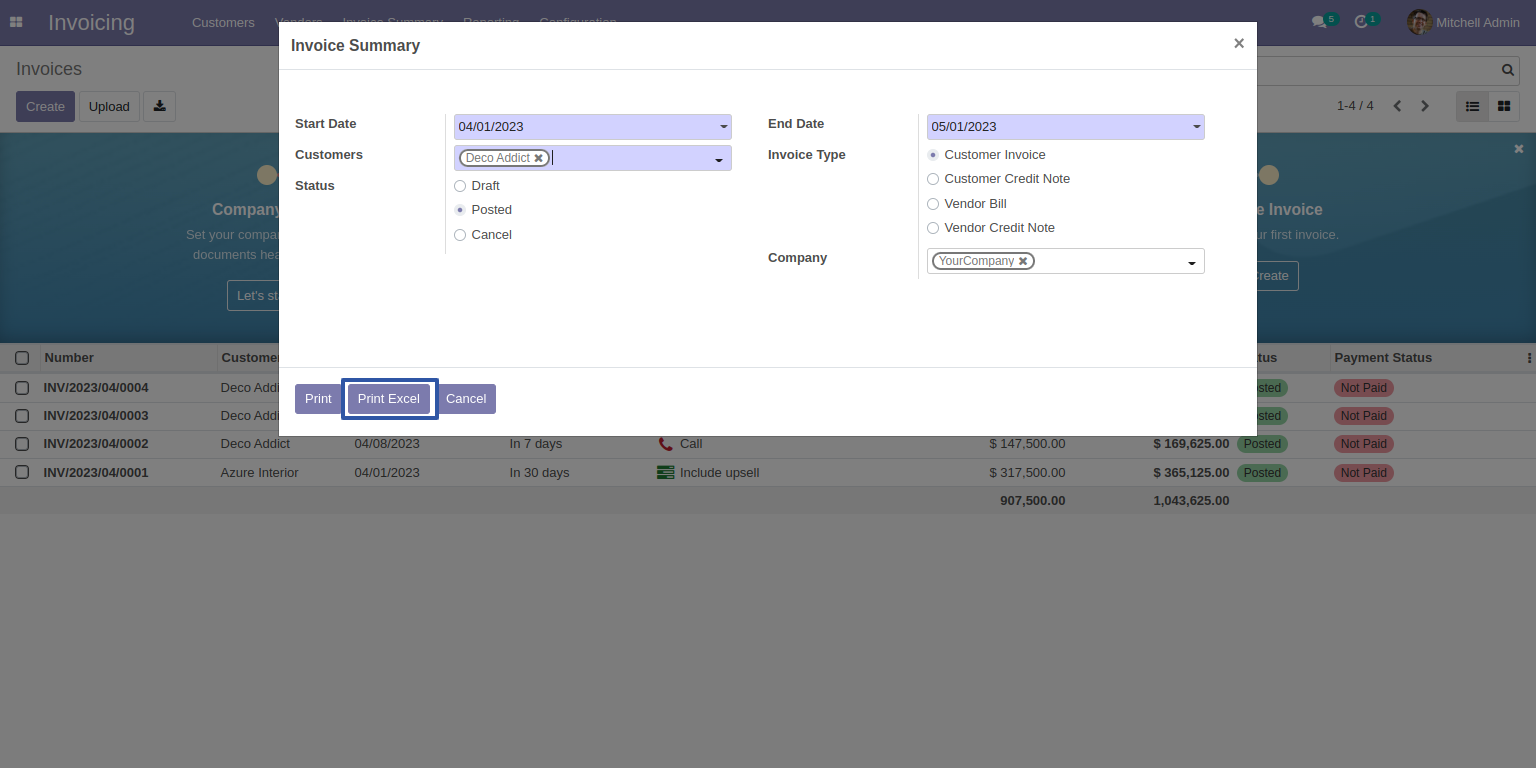 Invoicing Customers Vendors Invoice Summary Reporting Configuration 5 1 Mitchell Admin
Invoice Summary ×
Invoices
Create Upload 1-4 / 4
Start Date 04/01/2023 End Date 05/01/2023
Customers Deco Addict Invoice Type Customer Invoice
Status Draft Customer Credit Note
Posted Vendor Bill
Cancel Vendor Credit Note
Company YourCompany
Company
Set your compan
documents hea
Let's st
e Invoice
ur first invoice.
Create
Print Print Excel Cancel
Number Custome tus Payment Status
INV/2023/04/0004 Deco Addi sted Not Paid
INV/2023/04/0003 Deco Addi sted Not Paid
INV/2023/04/0002 Deco Addict 04/08/2023 In 7 days Call $ 147,500.00 $ 169,625.00 Posted Not Paid
INV/2023/04/0001 Azure Interior 04/01/2023 In 30 days Include upsell $ 317,500.00 $ 365,125.00 Posted Not Paid
907,500.00 1,043,625.00